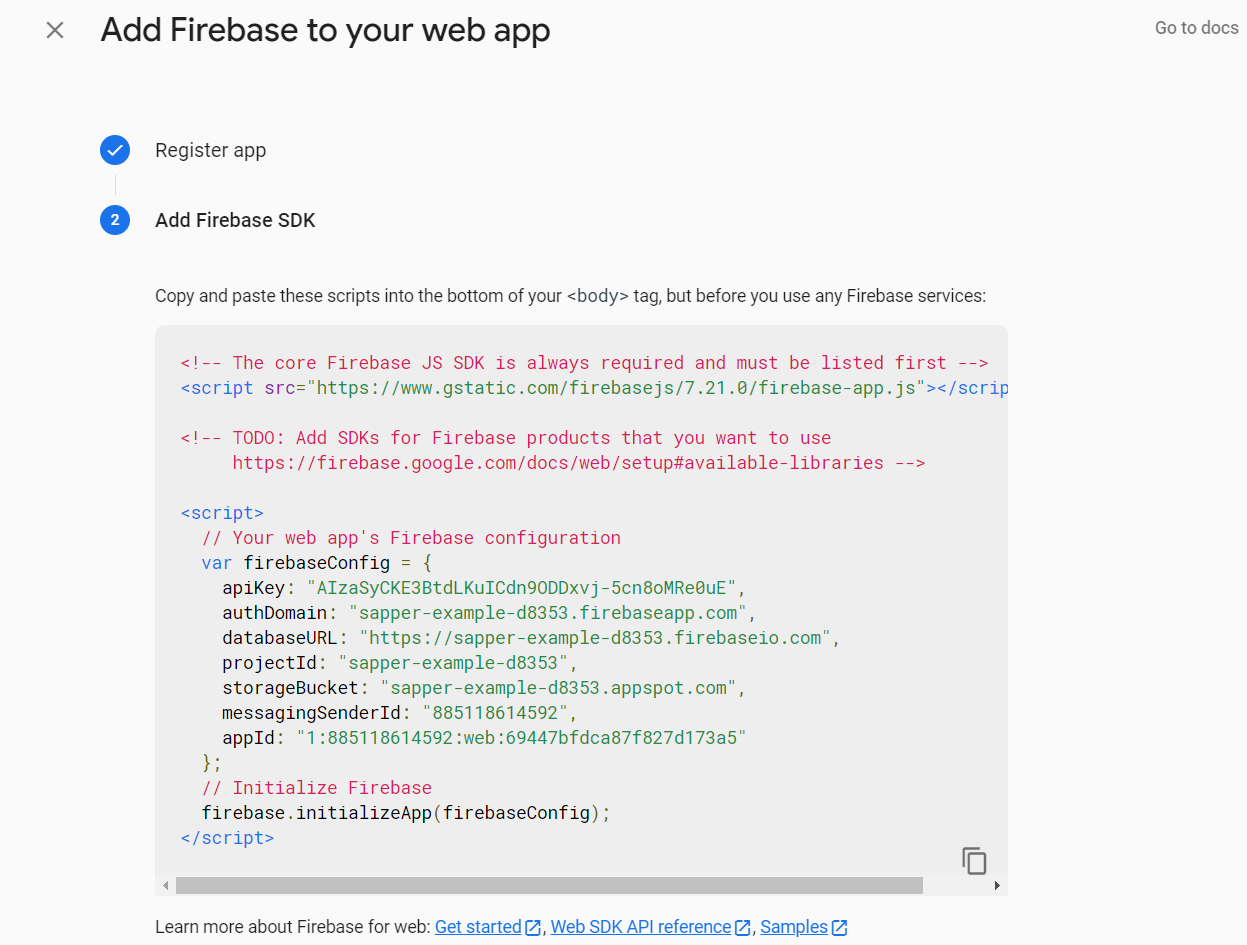 Add Firebase to your web app
Go to docs
Register app
2
Add Firebase SDK
Copy and paste these scripts into the bottom of your <body> tag, but before you use any Firebase services:
<!-- The core Firebase JS SDK is always required and must be listed first -->
<script src="https://www.gstatic.com/firebasejs/7.21.0/firebase-app.js"></scrip
<!-- TODO: Add SDKs for Firebase products that you want to use
https://firebase.google.com/docs/web/setup#available-libraries -->
<script>
// Your web app's Firebase configuration
var firebaseConfig = {
apiKey: "AIzaSyCKE3BtdLKuICdn9ODDxvj-5cn8oMRe0uE",
authDomain: "sapper-example-d8353.firebaseapp.com",
databaseURL: "https://sapper-example-d8353.firebaseio.com",
projectId: "sapper-example-d8353",
storageBucket: "sapper-example-d8353.appspot.com",
messagingSenderId: "885118614592",
appId: "1:885118614592:web:69447bfdca87f827d173a5"
};
// Initialize Firebase
firebase.initializeApp(firebaseConfig);
</script>
Learn more about Firebase for web: Get started, Web SDK API reference, Samples